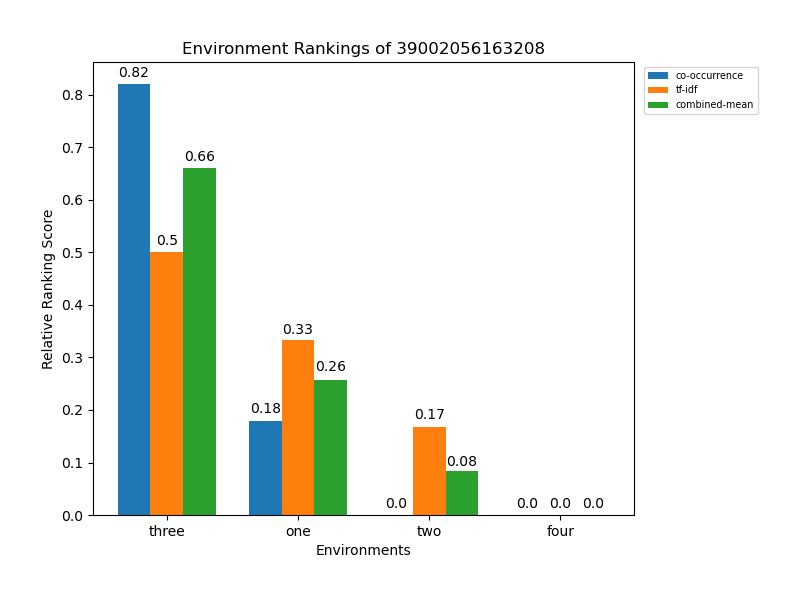 Environment Rankings of 39002056163208
co-occurrence
tf-idf
combined-mean
Relative Ranking Score
0.8
0.7
0.6
0.5
0.4
0.3
0.2
0.1
0.0
0.82
0.5
0.66
0.18
0.33
0.26
0.0
0.17
0.08
0.0
0.0
0.0
three
one
two
four
Environments